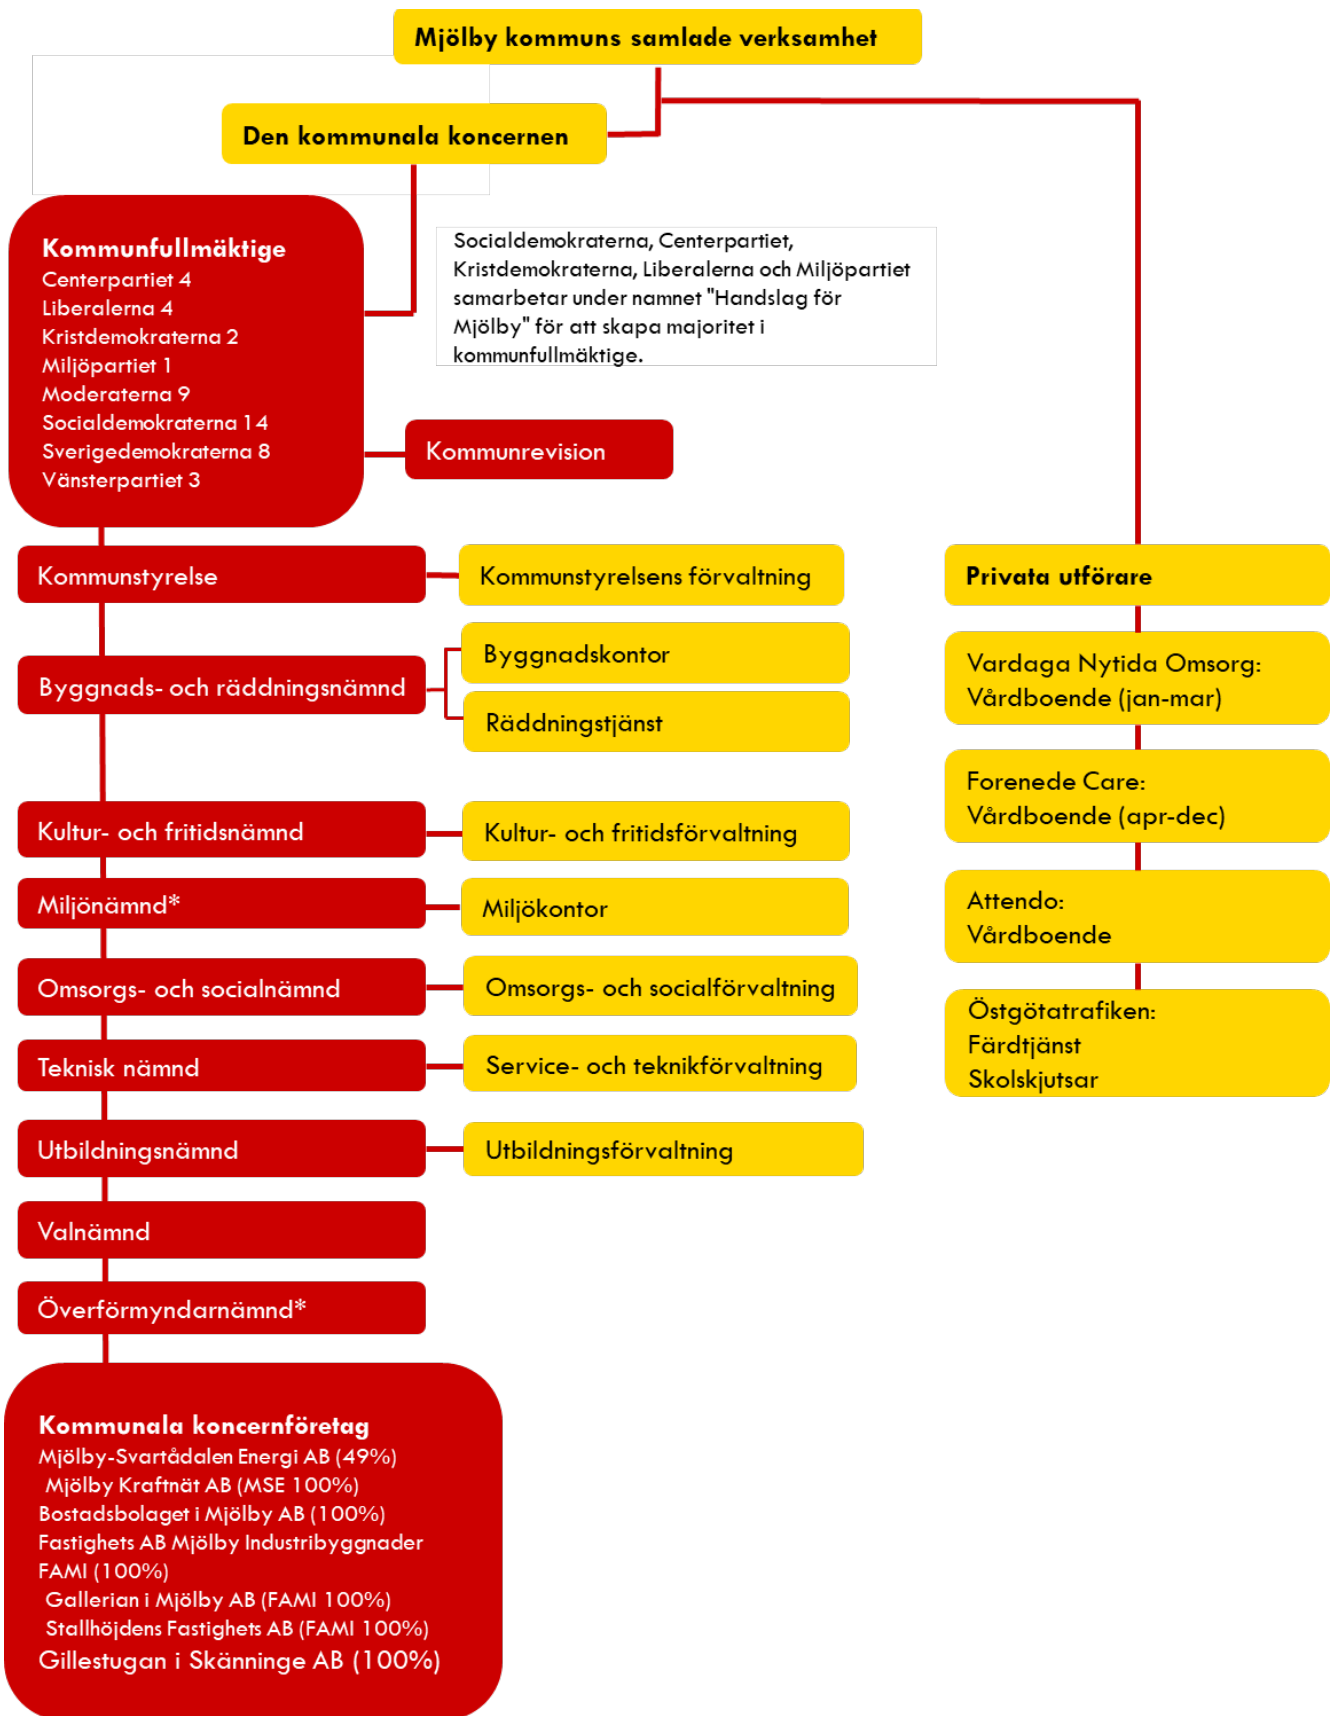 Mjölby kommuns samlade verksamhet
Den kommunala koncernen
Kommunfullmäktige
Centerpartiet 4
Liberalerna 4
Kristdemokraterna 2
Miljöpartiet 1
Moderaterna 9
Socialdemokraterna 14
Sverigedemokraterna 8
Vänsterpartiet 3
Socialdemokraterna, Centerpartiet,
Kristdemokraterna, Liberalerna och Miljöpartiet
samarbetar under namnet "Handslag för
Mjölby" för att skapa majoritet i
kommunfullmäktige.
Kommunrevision
Kommunstyrelse
Kommunstyrelsens förvaltning
Byggnads- och räddningsnämnd
Byggnadskontor
Räddningstjänst
Kultur- och fritidsnämnd
Kultur- och fritidsförvaltning
Miljönämnd*
Miljökontor
Omsorgs- och socialnämnd
Omsorgs- och socialförvaltning
Teknisk nämnd
Service- och teknikförvaltning
Utbildningsnämnd
Utbildningsförvaltning
Valnämnd
Överförmyndarnämnd*
Kommunala koncernföretag
Mjölby-Svartådalen Energi AB (49%)
Mjölby Kraftnät AB (MSE 100%)
Bostadsbolaget i Mjölby AB (100%)
Fastighets AB Mjölby Industribyggnader
FAMI (100%)
Gallerian i Mjölby AB (FAMI 100%)
Stallhöjdens Fastighets AB (FAMI 100%)
Gillestugan i Skänninge AB (100%)
Privata utförare
Vardaga Nytida Omsorg:
Vårdboende (jan-mar)
Forenede Care:
Vårdboende (apr-dec)
Attendo:
Vårdboende
Östgötatrafiken:
Färdtjänst
Skolskjutsar